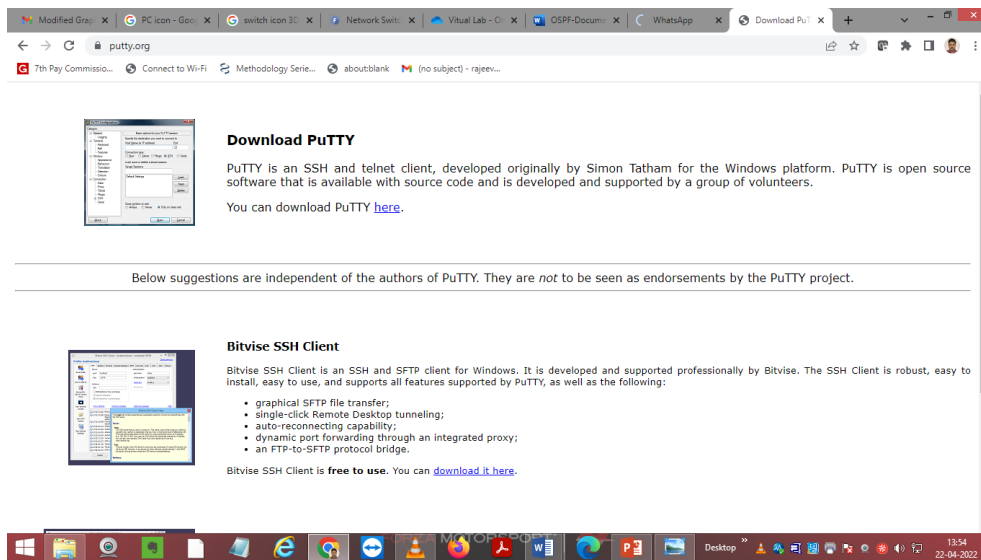 Modified Grap
PC icon - Goo
switch icon 3D
Network Switc
Vitual Lab - O
OSPF-Docume
WhatsApp
Download PuT
putty.org
7th Pay Commissio...
Connect to Wi-Fi
Methodology Serie...
about:blank
(no subject) - rajeev...
Download PuTTY
PuTTY is an SSH and telnet client, developed originally by Simon Tatham for the Windows platform. PuTTY is open source
software that is available with source code and is developed and supported by a group of volunteers.
You can download PuTTY here.
Below suggestions are independent of the authors of PuTTY. They are not to be seen as endorsements by the PuTTY project.
Bitvise SSH Client
Bitvise SSH Client is an SSH and SFTP client for Windows. It is developed and supported professionally by Bitvise. The SSH Client is robust, easy to
install, easy to use, and supports all features supported by PuTTY, as well as the following:
• graphical SFTP file transfer;
• single-click Remote Desktop tunneling;
• auto-reconnecting capability;
• dynamic port forwarding through an integrated proxy;
• an FTP-to-SFTP protocol bridge.
Bitvise SSH Client is free to use. You can download it here.
MOTORSPORT
Desktop
13:54
22-04-2022